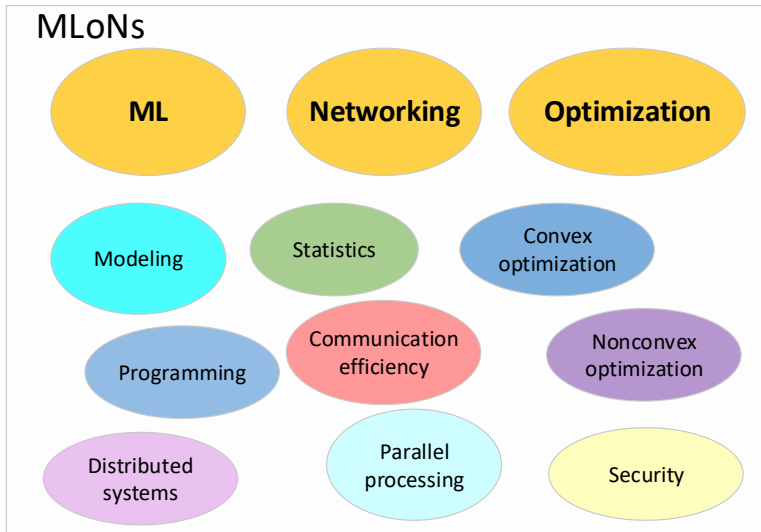 MLoNs
ML
Networking
Optimization
Modeling
Statistics
Convex
optimization
Programming
Communication
efficiency
Nonconvex
optimization
Distributed
systems
Parallel
processing
Security